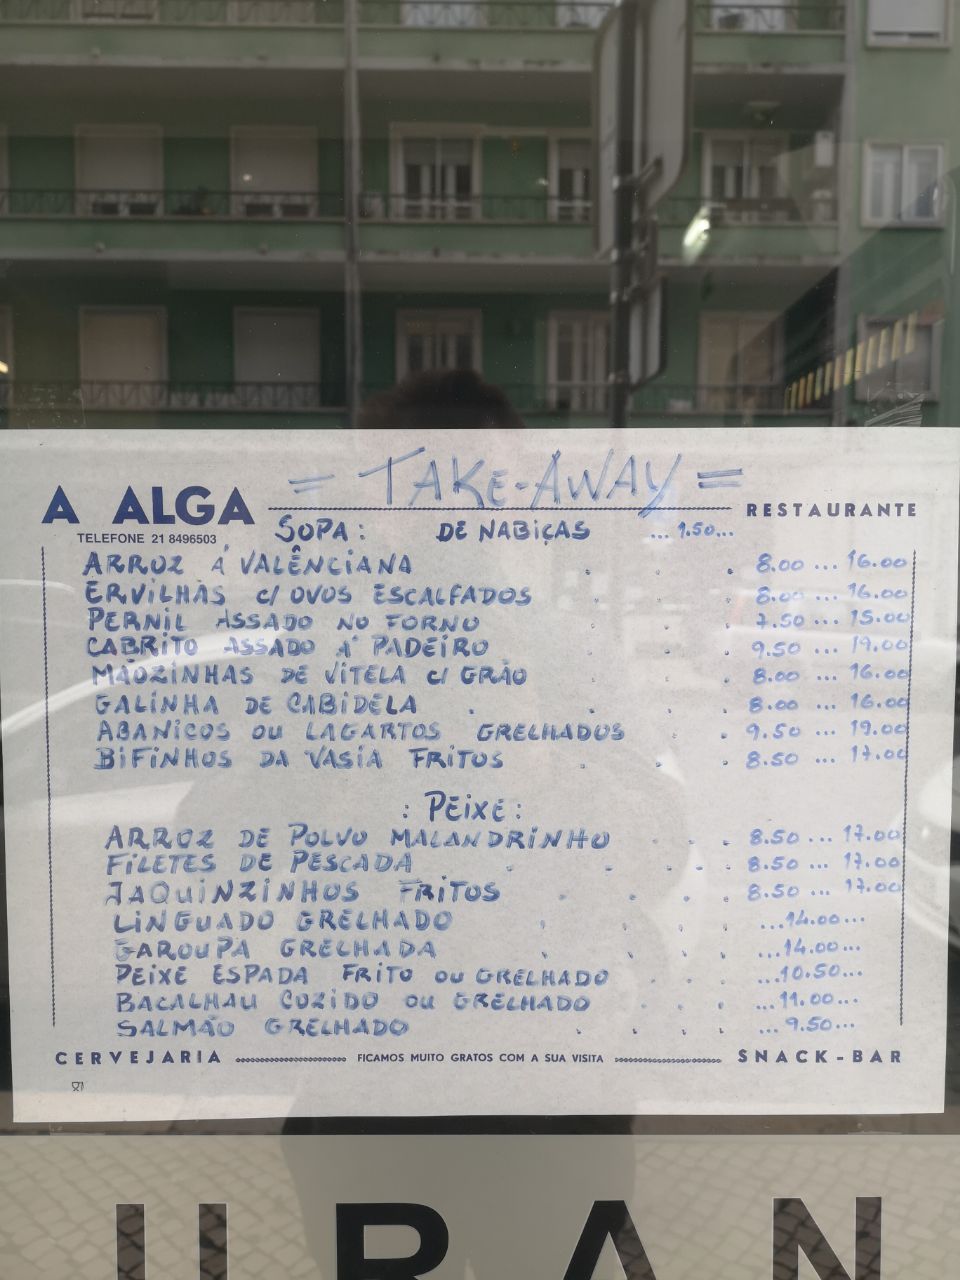 = TAKE-AWAY =
A ALGA
RESTAURANTE
TELEFONE 21 8496503
SOPA: DE NABIÇAS ... 1.50...
ARROZ Á VALÊNCIANA . . . 8.00 ... 16.00
ERVILHAS C/ OVOS ESCALFADOS . . . 8.00 ... 16.00
PERNIL ASSADO NO FORNO . . . 7.50 ... 15.00
CABRITO ASSADO Á PADEIRO . . . 9.50 ... 19.00
MÃOZINHAS DE VITELA C/ GRÃO . . . 8.00 ... 16.00
GALINHA DE CABIDELA . . . . 8.00 ... 16.00
ABANICOS OU LAGARTOS GRELHADOS . . 9.50 ... 19.00
BIFINHOS DA VASIA FRITOS . . . 8.50 ... 17.00
: PEIXE :
ARROZ DE POLVO MALANDRINHO . . . 8.50 ... 17.00
FILETES DE PESCADA . . . . 8.50 ... 17.00
JAQUINZINHOS FRITOS . . . . 8.50 ... 17.00
LINGUADO GRELHADO . . . . ...14.00...
GAROUPA GRELHADA . . . . ...14.00...
PEIXE ESPADA FRITO OU GRELHADO . . . ...10.50...
BACALHAU COZIDO OU GRELHADO . . . . ...11.00...
SALMÃO GRELHADO . . . . ...9.50...
CERVEJARIA FICAMOS MUITO GRATOS COM A SUA VISITA SNACK-BAR
URAN